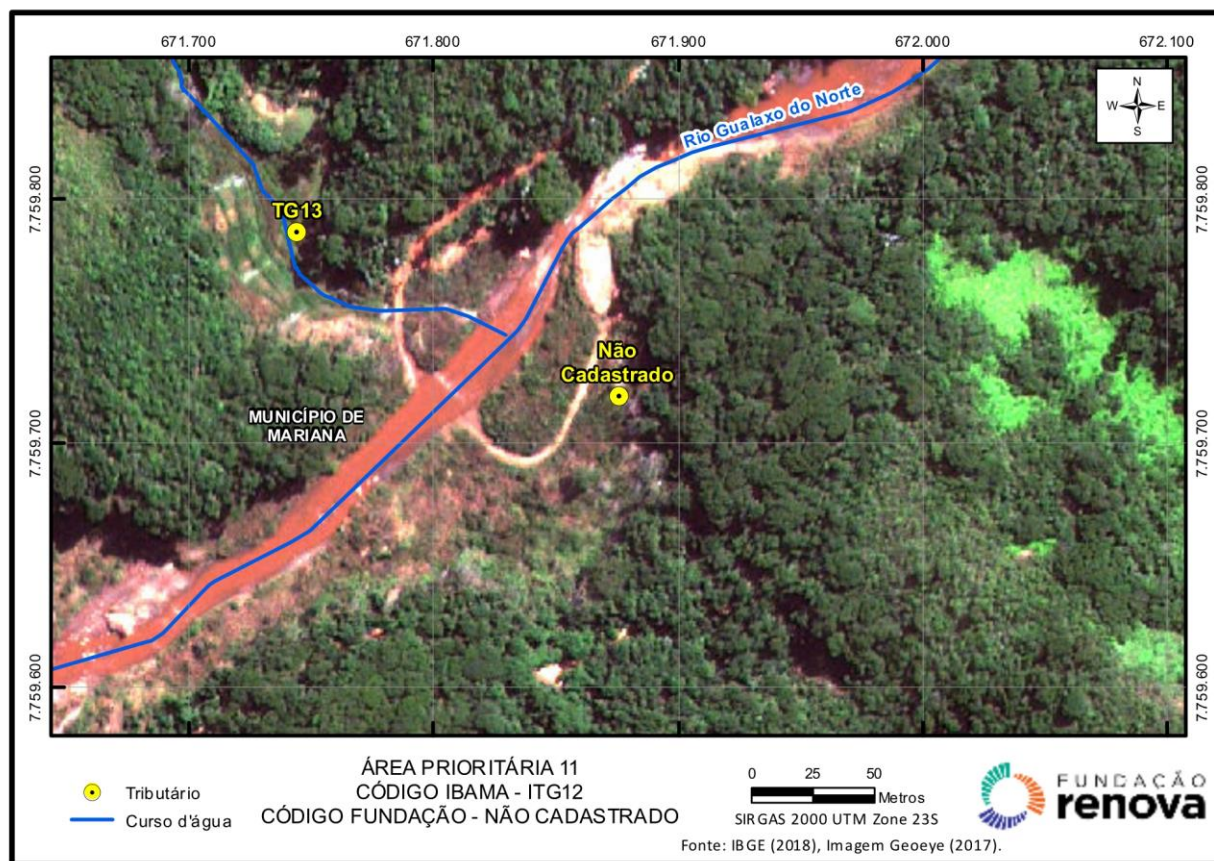 671.700 671.800 671.900 672.000 672.100
N
W E
S
Rio Gualaxo do Norte
7.759.800 7.759.800
TG13
Não
Cadastrado
MUNICÍPIO DE
MARIANA
7.759.700 7.759.700
7.759.600 7.759.600
Tributário
Curso d'água
ÁREA PRIORITÁRIA 11
CÓDIGO IBAMA - ITG12
CÓDIGO FUNDAÇÃO - NÃO CADASTRADO
0 25 50
Metros
SIRGAS 2000 UTM Zone 23S
Fonte: IBGE (2018), Imagem Geoeye (2017).
FUNDAÇÃO
renova